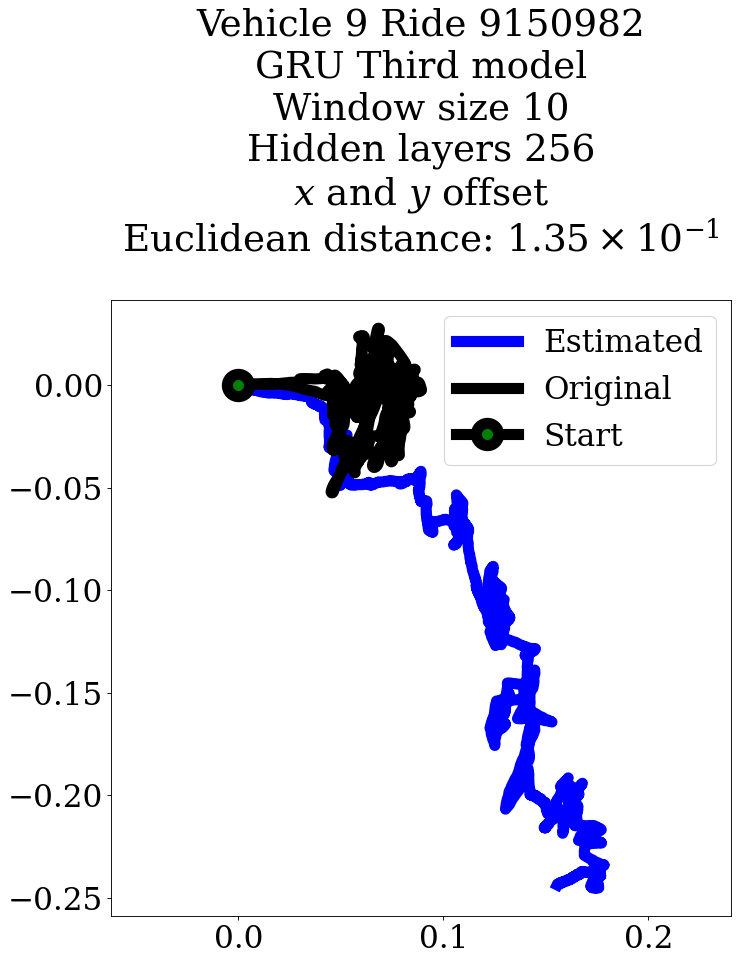 Vehicle 9 Ride 9150982
GRU Third model
Window size 10
Hidden layers 256
x and y offset
Euclidean distance: 1.35 × 10⁻¹
Estimated
Original
Start
0.00
−0.05
−0.10
−0.15
−0.20
−0.25
0.0 0.1 0.2